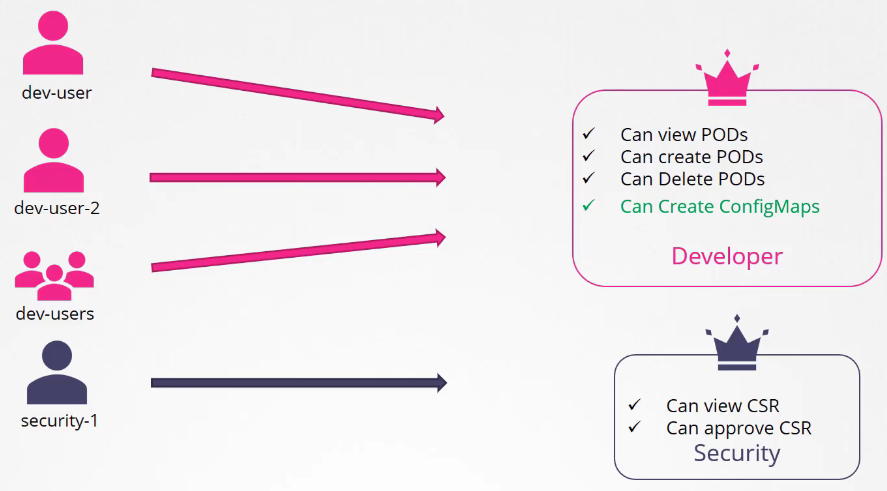 dev-user
dev-user-2
dev-users
security-1
Can view PODs
Can create PODs
Can Delete PODs
Can Create ConfigMaps
Developer
Can view CSR
Can approve CSR
Security